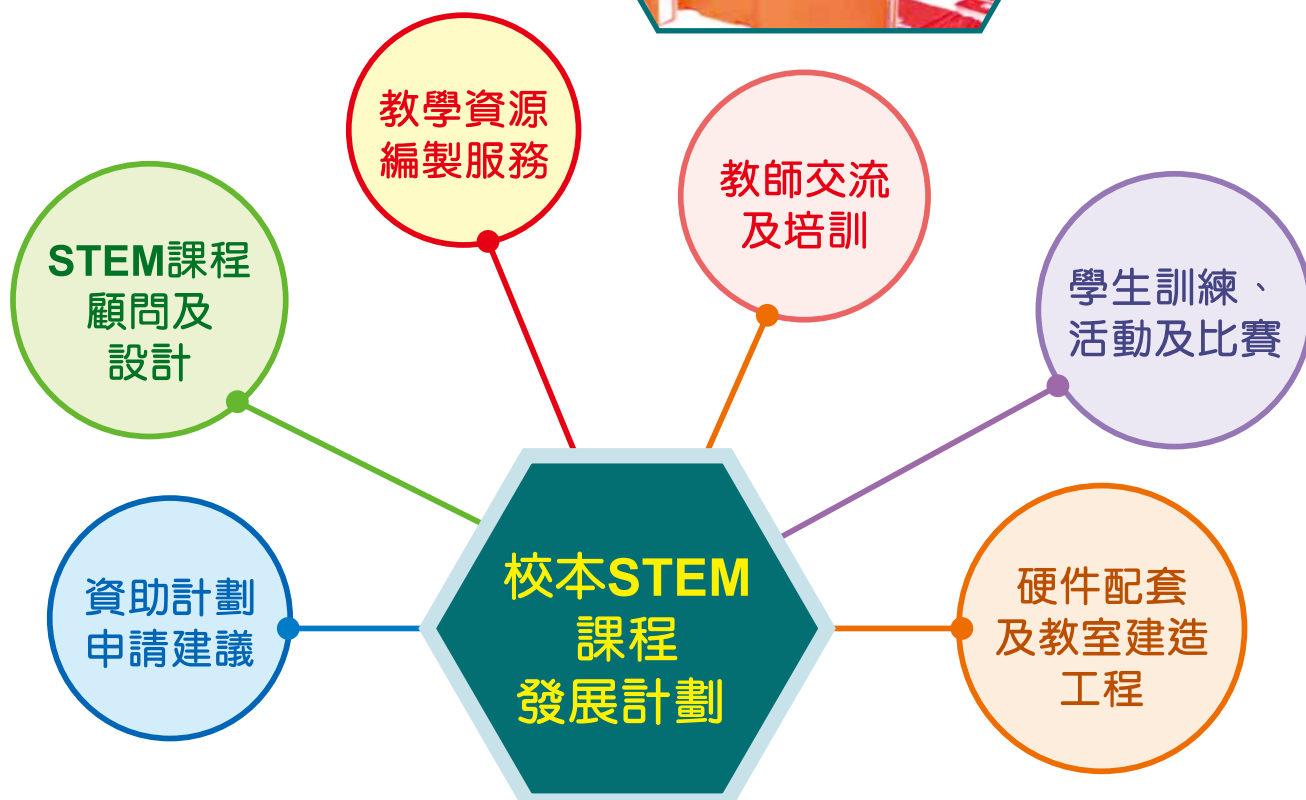 教學資源
編製服務
教師交流
及培訓
STEM課程
顧問及
設計
學生訓練、
活動及比賽
資助計劃
申請建議
校本STEM
課程
發展計劃
硬件配套
及教室建造
工程